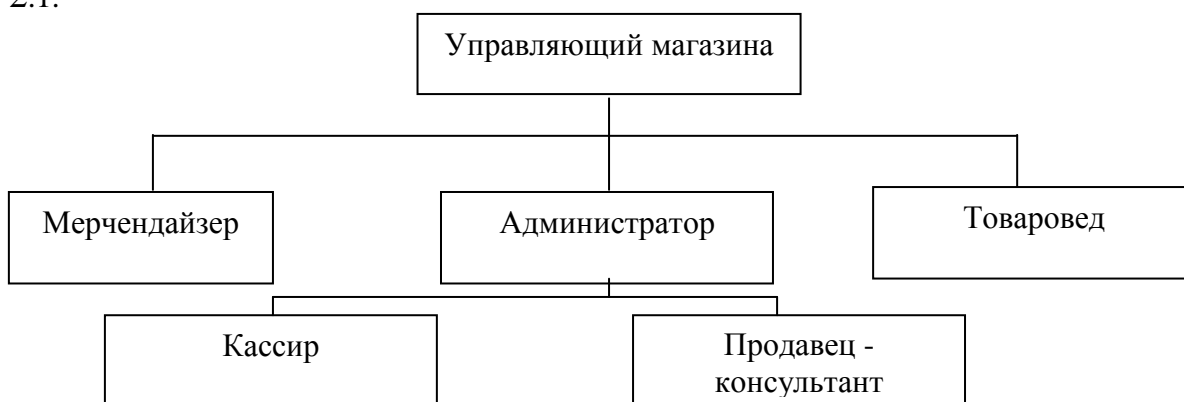 2.1.
Управляющий магазина
Мерчендайзер
Администратор
Товаровед
Кассир
Продавец -
консультант